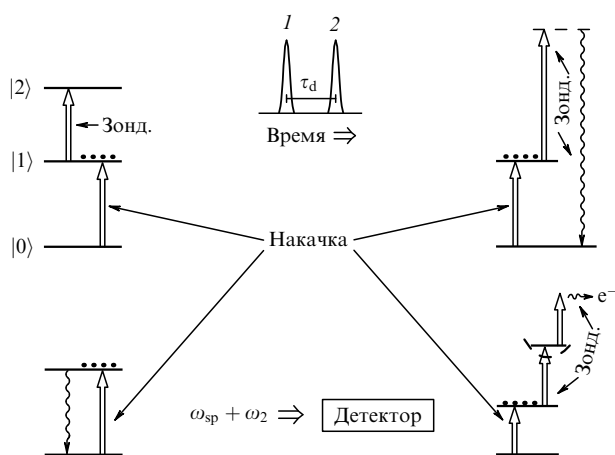 1 2
τd
Время ⇒
|2⟩
Зонд.
|1⟩
|0⟩
Накачка
Зонд.
e⁻
Зонд.
ωsp + ω2 ⇒ Детектор